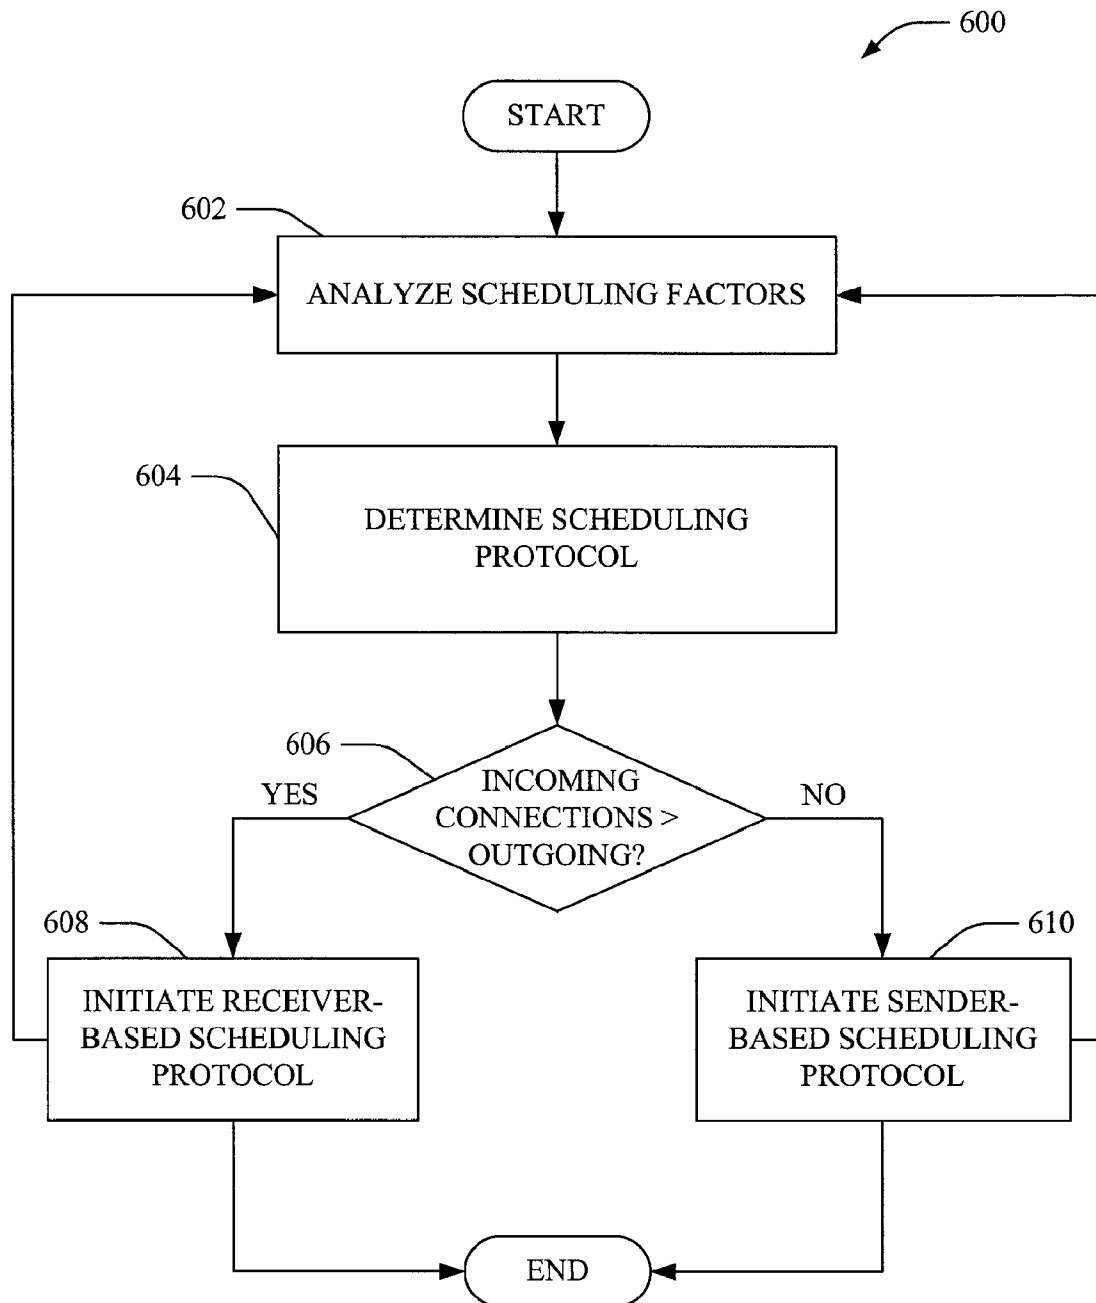 600
START
602
ANALYZE SCHEDULING FACTORS
604
DETERMINE SCHEDULING
PROTOCOL
606
INCOMING
CONNECTIONS >
OUTGOING?
YES
NO
608
INITIATE RECEIVER-
BASED SCHEDULING
PROTOCOL
610
INITIATE SENDER-
BASED SCHEDULING
PROTOCOL
END